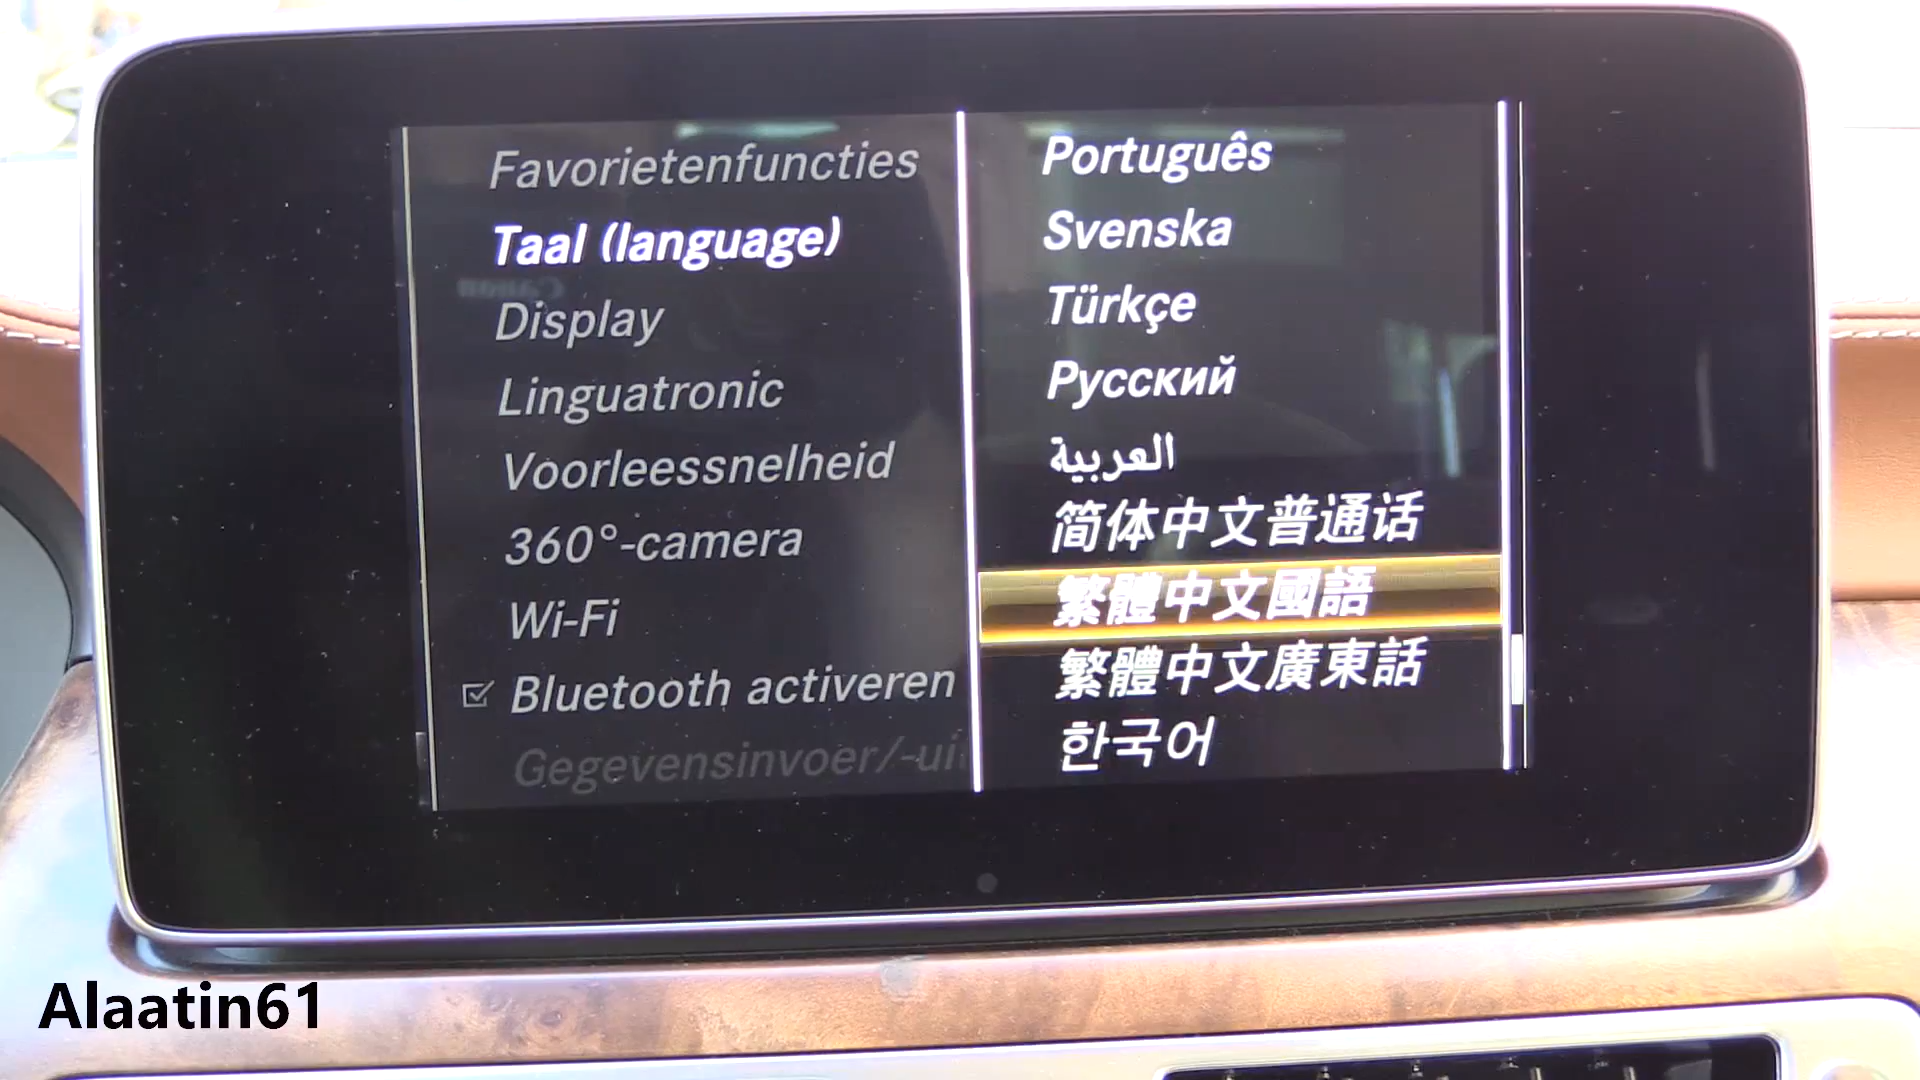 Favorietenfuncties
Taal (language)
Display
Linguatronic
Voorleessnelheid
360°-camera
Wi-Fi
Bluetooth activeren
Gegevensinvoer/-ui
Português
Svenska
Türkçe
Русский
العربية
简体中文普通话
繁體中文國語
繁體中文廣東話
한국어
Alaatin61